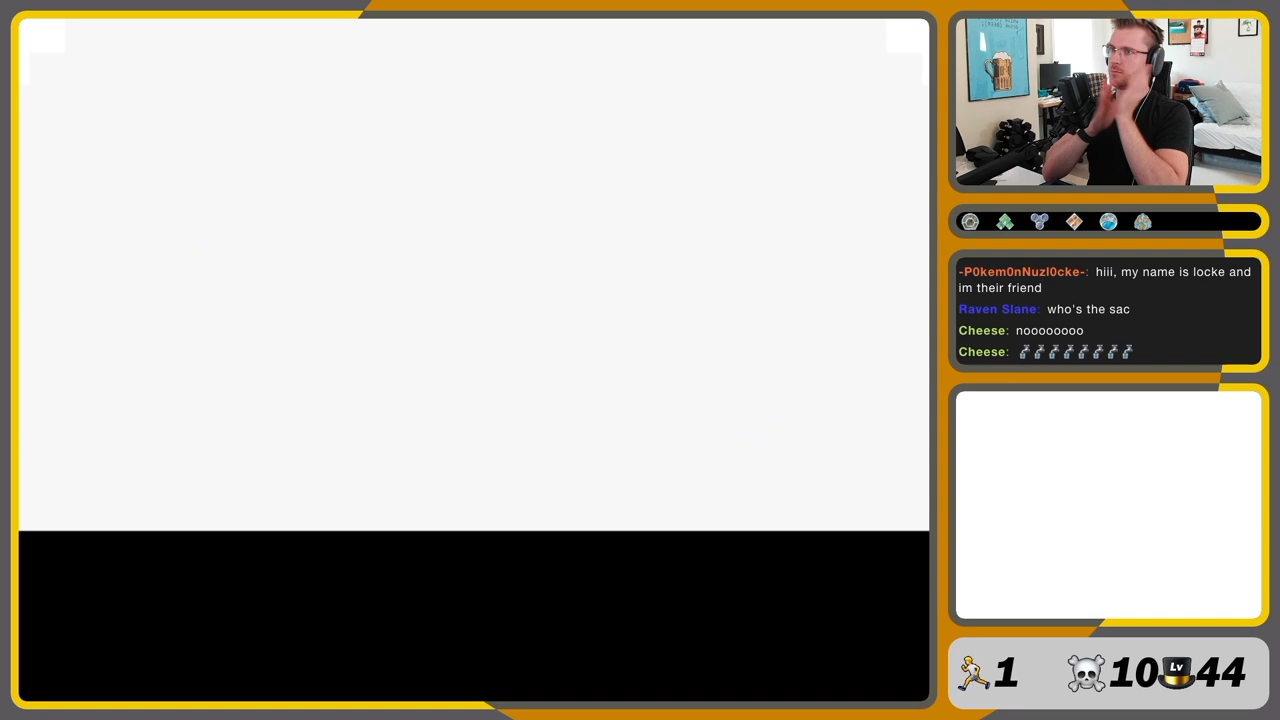 -P0kem0nNuzl0cke-: hiii, my name is locke and
im their friend
Raven Slane: who's the sac
Cheese: noooooooo
Cheese:
1 10 Lv 44